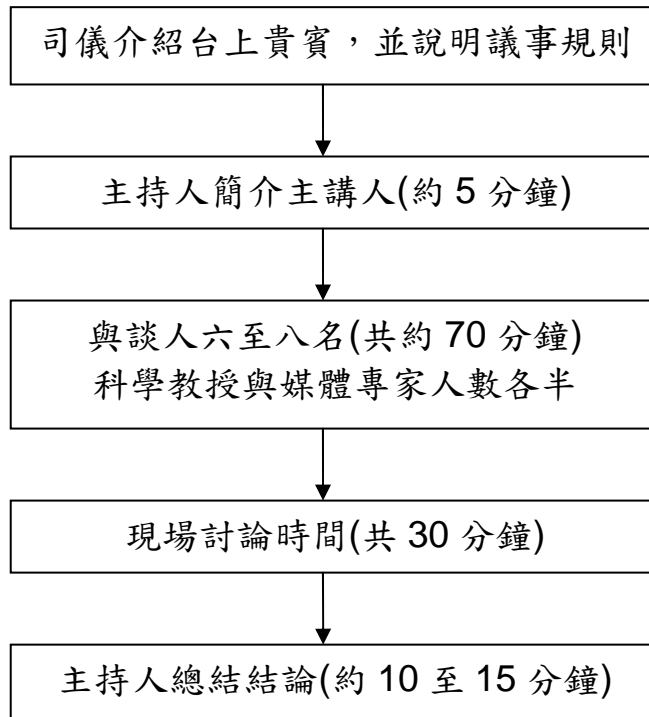 司儀介紹台上貴賓，並說明議事規則
主持人簡介主講人(約 5 分鐘)
與談人六至八名(共約 70 分鐘)
科學教授與媒體專家人數各半
現場討論時間(共 30 分鐘)
主持人總結結論(約 10 至 15 分鐘)